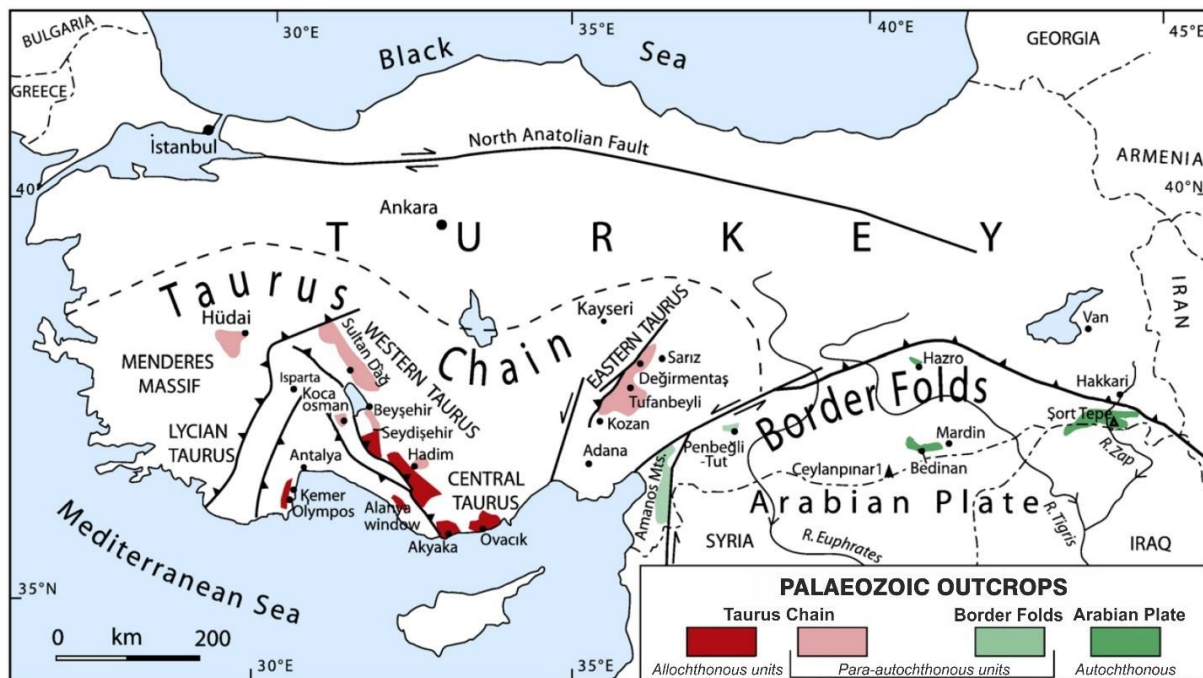 30°E
35°E
40°E
45°E
BULGARIA
GREECE
Black Sea
GEORGIA
İstanbul
North Anatolian Fault
ARMENIA
40°
40°N
Ankara
TURKEY
IRAN
Taurus Chain
Hüdai
Kayseri
Van
MENDERES
MASSIF
Sultan Dağ
WESTERN TAURUS
EASTERN TAURUS
Sarız
Değirmentaş
Tufanbeyli
Hazro
Border Folds
Hakkari
Isparta
Koca
osman
Beyşehir
Seydişehir
Kozan
Şort Tepe
LYCIAN
TAURUS
Antalya
Hadim
Adana
Penbeğli
-Tut
Mardin
Bedinan
R. Zap
Ceylanpınar1
CENTRAL
TAURUS
Amanos Mts.
Arabian Plate
Kemer
Olympos
Alanya
window
Akyaka
Ovacık
SYRIA
R. Euphrates
R. Tigris
IRAQ
Mediterranean Sea
35°N
0 km 200
30°E
35°E
PALAEOZOIC OUTCROPS
Taurus Chain Border Folds Arabian Plate
Allochthonous units Para-autochthonous units Autochthonous